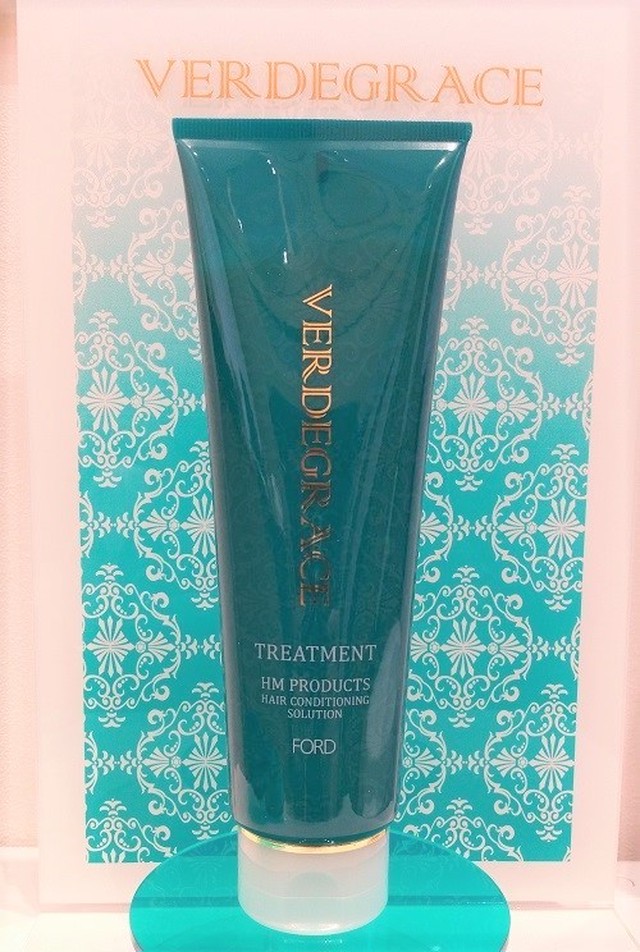 VERDEGRACE
VERDEGRACE
TREATMENT
HM PRODUCTS
HAIR CONDITIONING
SOLUTION
FORD